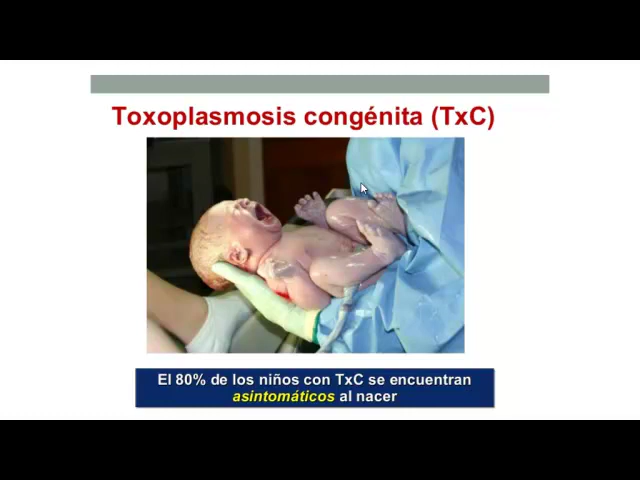 Toxoplasmosis congénita (TxC)
El 80% de los niños con TxC se encuentran
asintomáticos al nacer